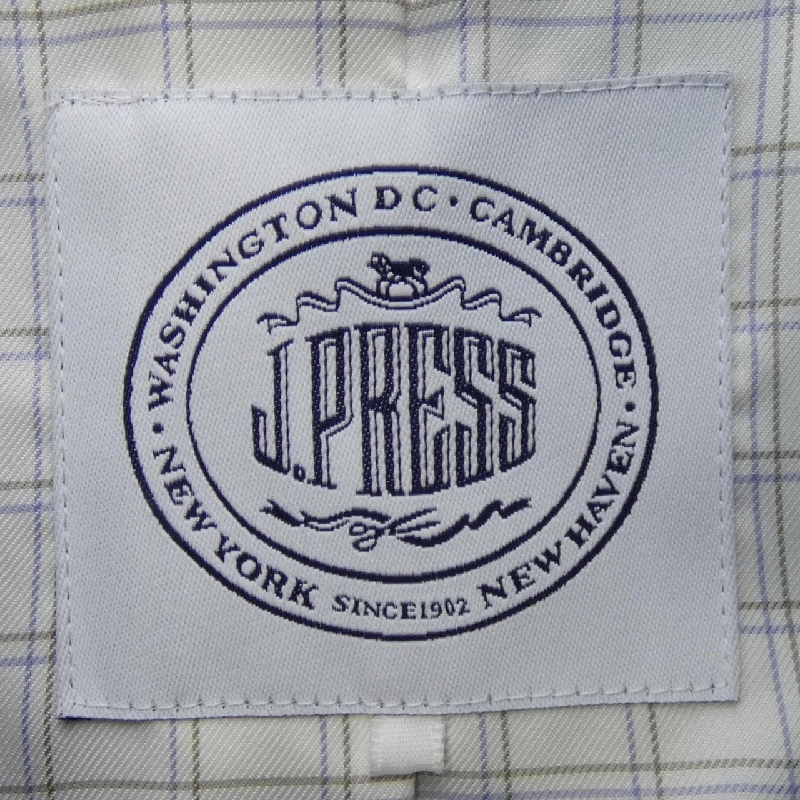 · WASHINGTON DC · CAMBRIDGE ·
J.PRESS
NEW YORK SINCE1902 NEW HAVEN